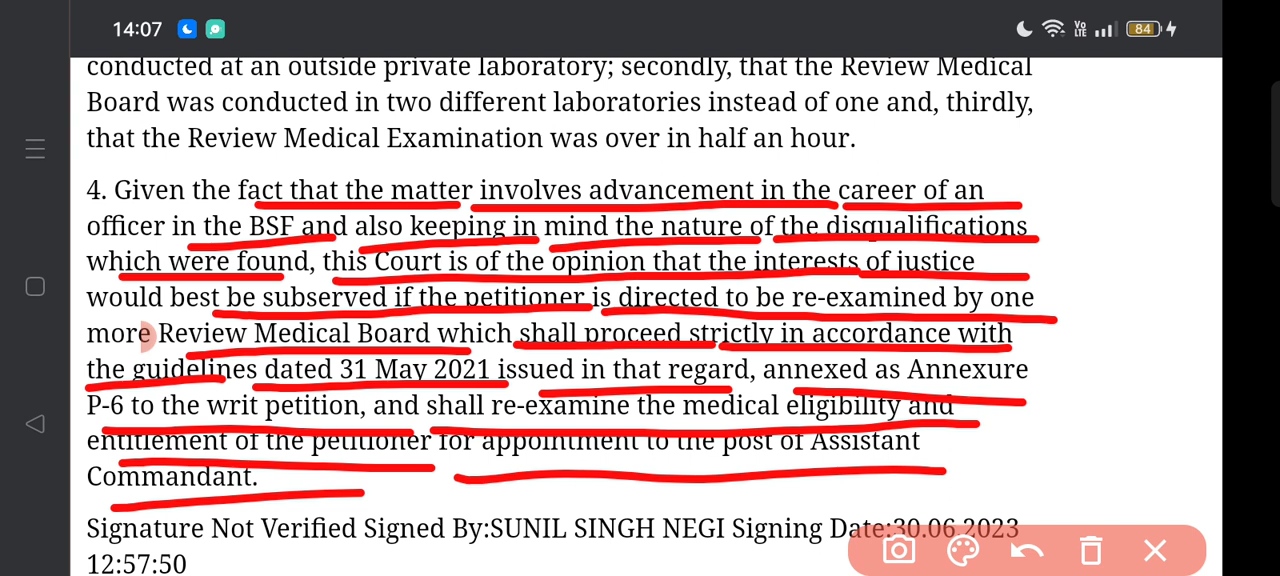 14:07
Vo
LTE
84
conducted at an outside private laboratory; secondly, that the Review Medical
Board was conducted in two different laboratories instead of one and, thirdly,
that the Review Medical Examination was over in half an hour.
4. Given the fact that the matter involves advancement in the career of an
officer in the BSF and also keeping in mind the nature of the disqualifications
which were found, this Court is of the opinion that the interests of justice
would best be subserved if the petitioner is directed to be re-examined by one
more Review Medical Board which shall proceed strictly in accordance with
the guidelines dated 31 May 2021 issued in that regard, annexed as Annexure
P-6 to the writ petition, and shall re-examine the medical eligibility and
entitlement of the petitioner for appointment to the post of Assistant
Commandant.
Signature Not Verified Signed By:SUNIL SINGH NEGI Signing Date:30.06.2023
12:57:50